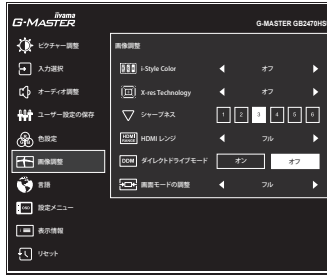 iiyama
G-MASTER
G-MASTER GB2470HS
ピクチャー調整
画像調整
i-Style Color オフ
入力選択
X-res Technology オフ
オーディオ調整
シャープネス 1 2 3 4 5 6
ユーザー設定の保存
HDMI RANGE HDMI レンジ フル
色設定
DDM ダイレクトドライブモード オン オフ
画像調整
画面モードの調整 フル
言語
OSD 設定メニュー
表示情報
リセット